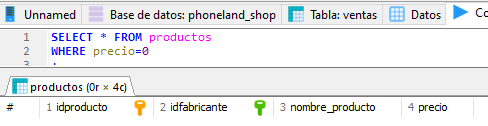 Unnamed Base de datos: phoneland_shop Tabla: ventas Datos Co
1 SELECT * FROM productos
2 WHERE precio=0
3 ;
productos (0r × 4c)
# 1 idproducto 2 idfabricante 3 nombre_producto 4 precio